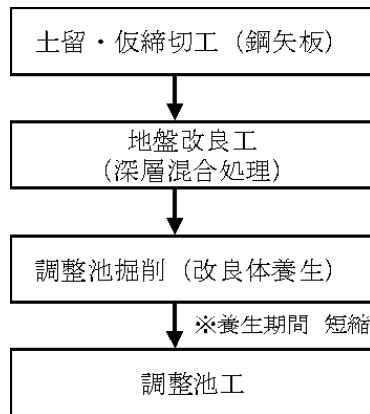 土留・仮締切工（鋼矢板）
地盤改良工
（深層混合処理）
調整池掘削（改良体養生）
※養生期間 短縮
調整池工